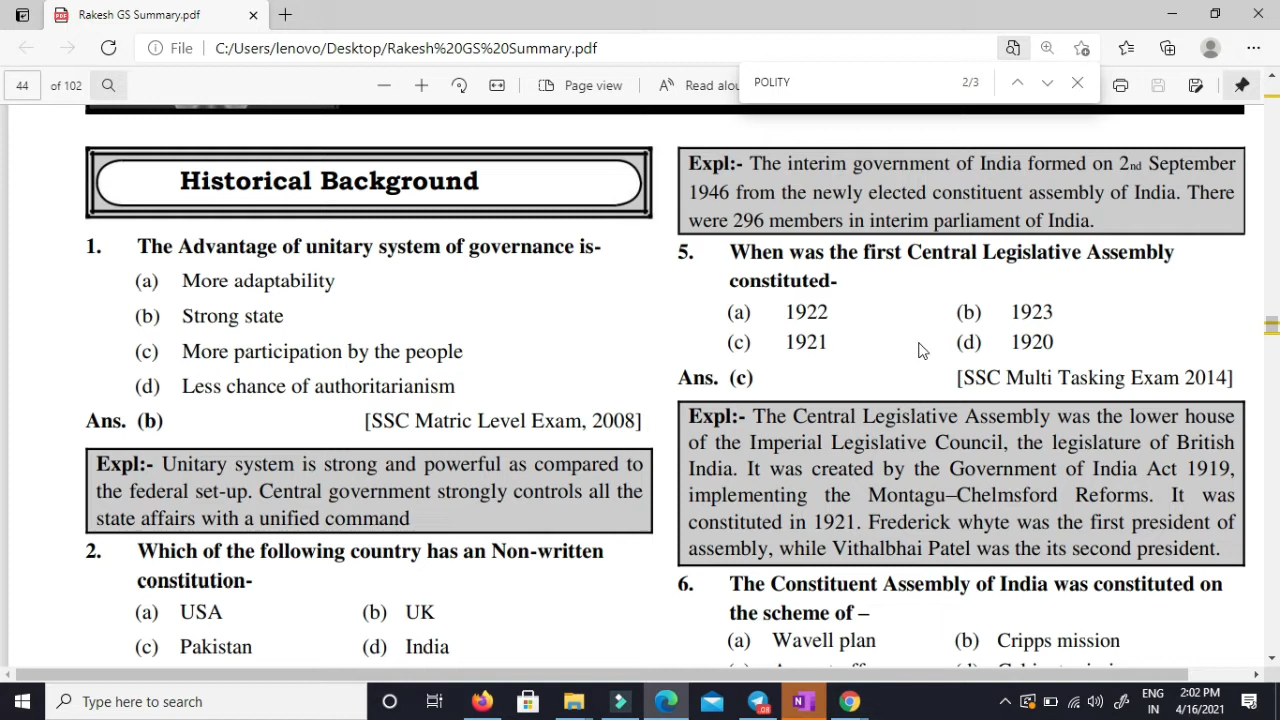 Rakesh GS Summary.pdf
File
C:/Users/lenovo/Desktop/Rakesh%20GS%20Summary.pdf
44
of 102
Page view
Read alou
POLITY
2/3
Historical Background
1. The Advantage of unitary system of governance is-
(a) More adaptability
(b) Strong state
(c) More participation by the people
(d) Less chance of authoritarianism
Ans. (b) [SSC Matric Level Exam, 2008]
Expl:- Unitary system is strong and powerful as compared to
the federal set-up. Central government strongly controls all the
state affairs with a unified command
2. Which of the following country has an Non-written
constitution-
(a) USA (b) UK
(c) Pakistan (d) India
Expl:- The interim government of India formed on 2nd September
1946 from the newly elected constituent assembly of India. There
were 296 members in interim parliament of India.
5. When was the first Central Legislative Assembly
constituted-
(a) 1922 (b) 1923
(c) 1921 (d) 1920
Ans. (c) [SSC Multi Tasking Exam 2014]
Expl:- The Central Legislative Assembly was the lower house
of the Imperial Legislative Council, the legislature of British
India. It was created by the Government of India Act 1919,
implementing the Montagu–Chelmsford Reforms. It was
constituted in 1921. Frederick whyte was the first president of
assembly, while Vithalbhai Patel was the its second president.
6. The Constituent Assembly of India was constituted on
the scheme of –
(a) Wavell plan (b) Cripps mission
Type here to search
ENG
IN
2:02 PM
4/16/2021